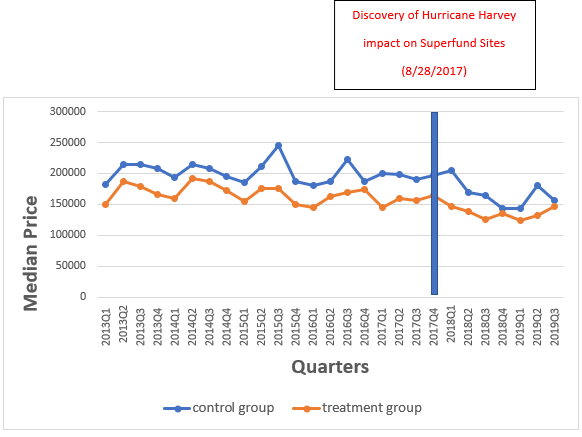 Discovery of Hurricane Harvey
impact on Superfund Sites
(8/28/2017)
300000
250000
200000
150000
100000
50000
0
Median Price
2013Q1
2013Q2
2013Q3
2013Q4
2014Q1
2014Q2
2014Q3
2014Q4
2015Q1
2015Q2
2015Q3
2015Q4
2016Q1
2016Q2
2016Q3
2016Q4
2017Q1
2017Q2
2017Q3
2017Q4
2018Q1
2018Q2
2018Q3
2018Q4
2019Q1
2019Q2
2019Q3
Quarters
control group
treatment group